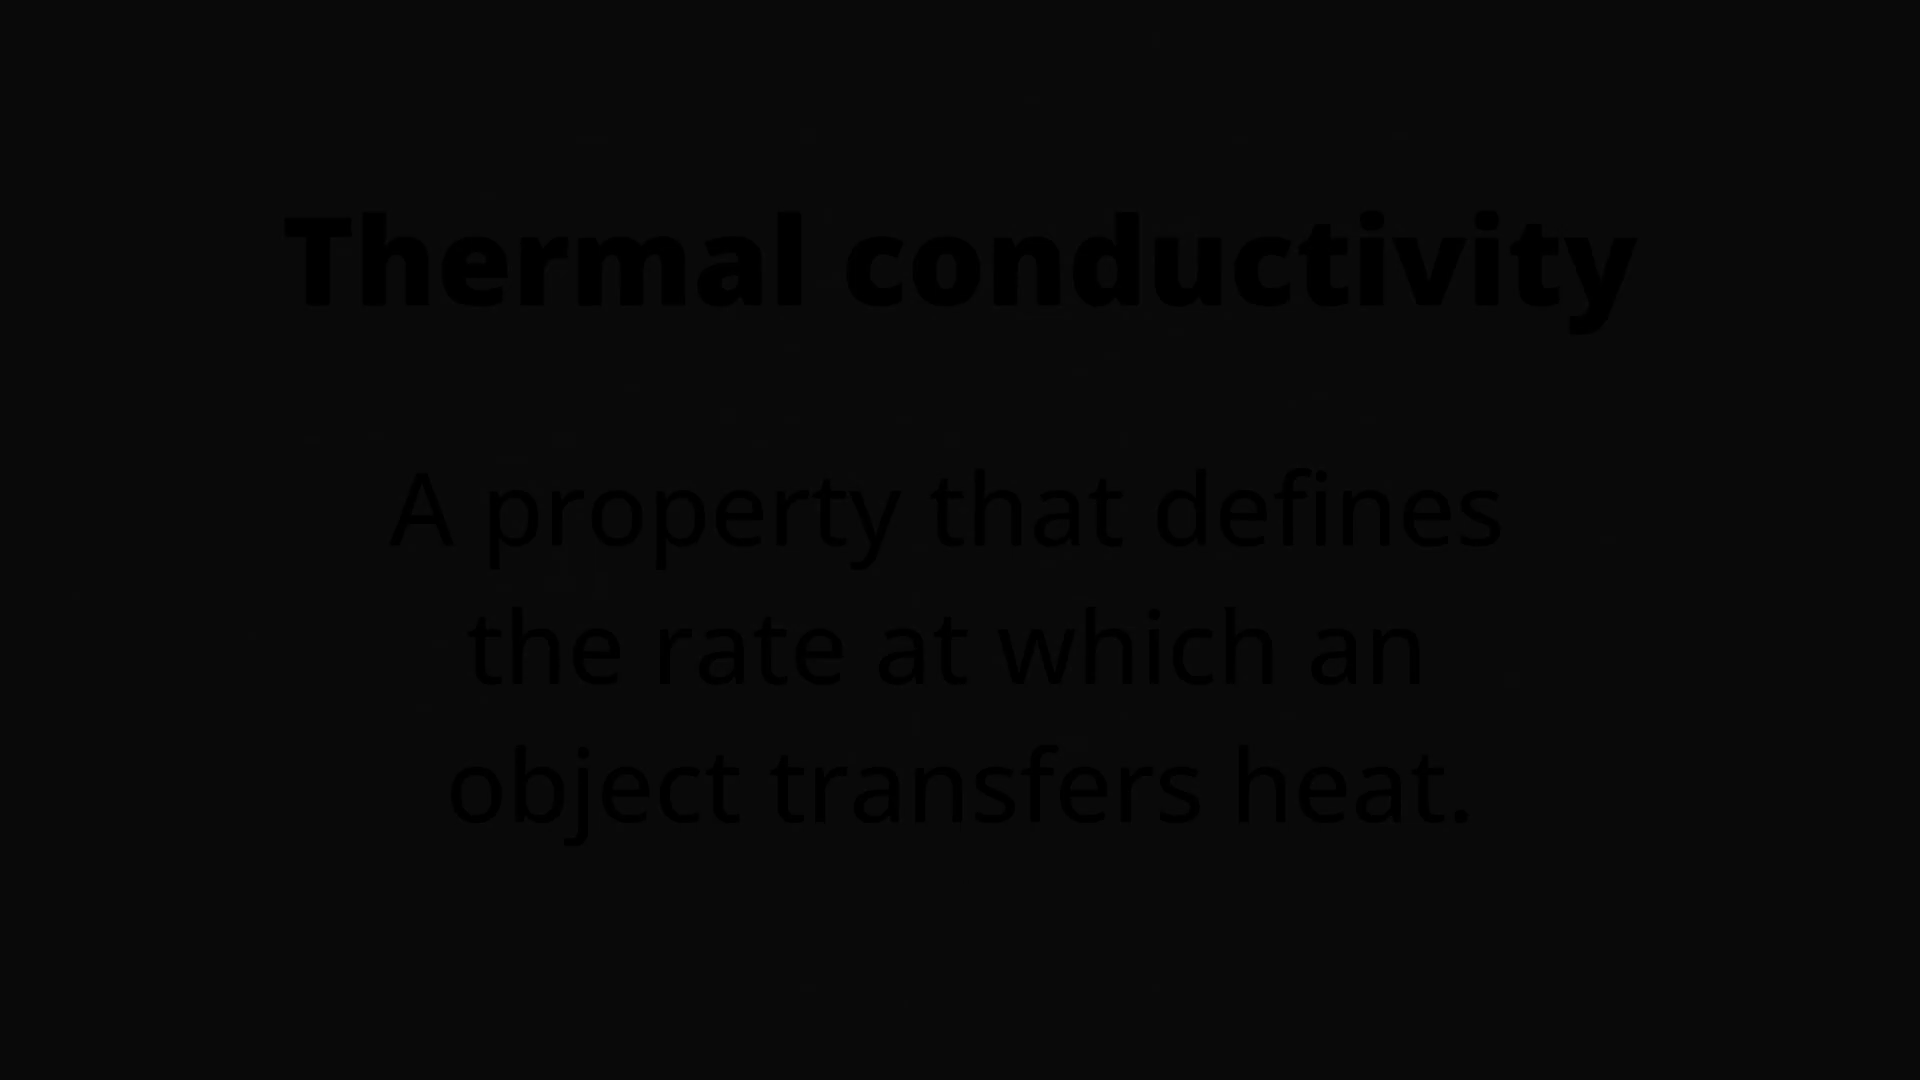 Thermal conductivity
A property that defines
the rate at which an
object transfers heat.